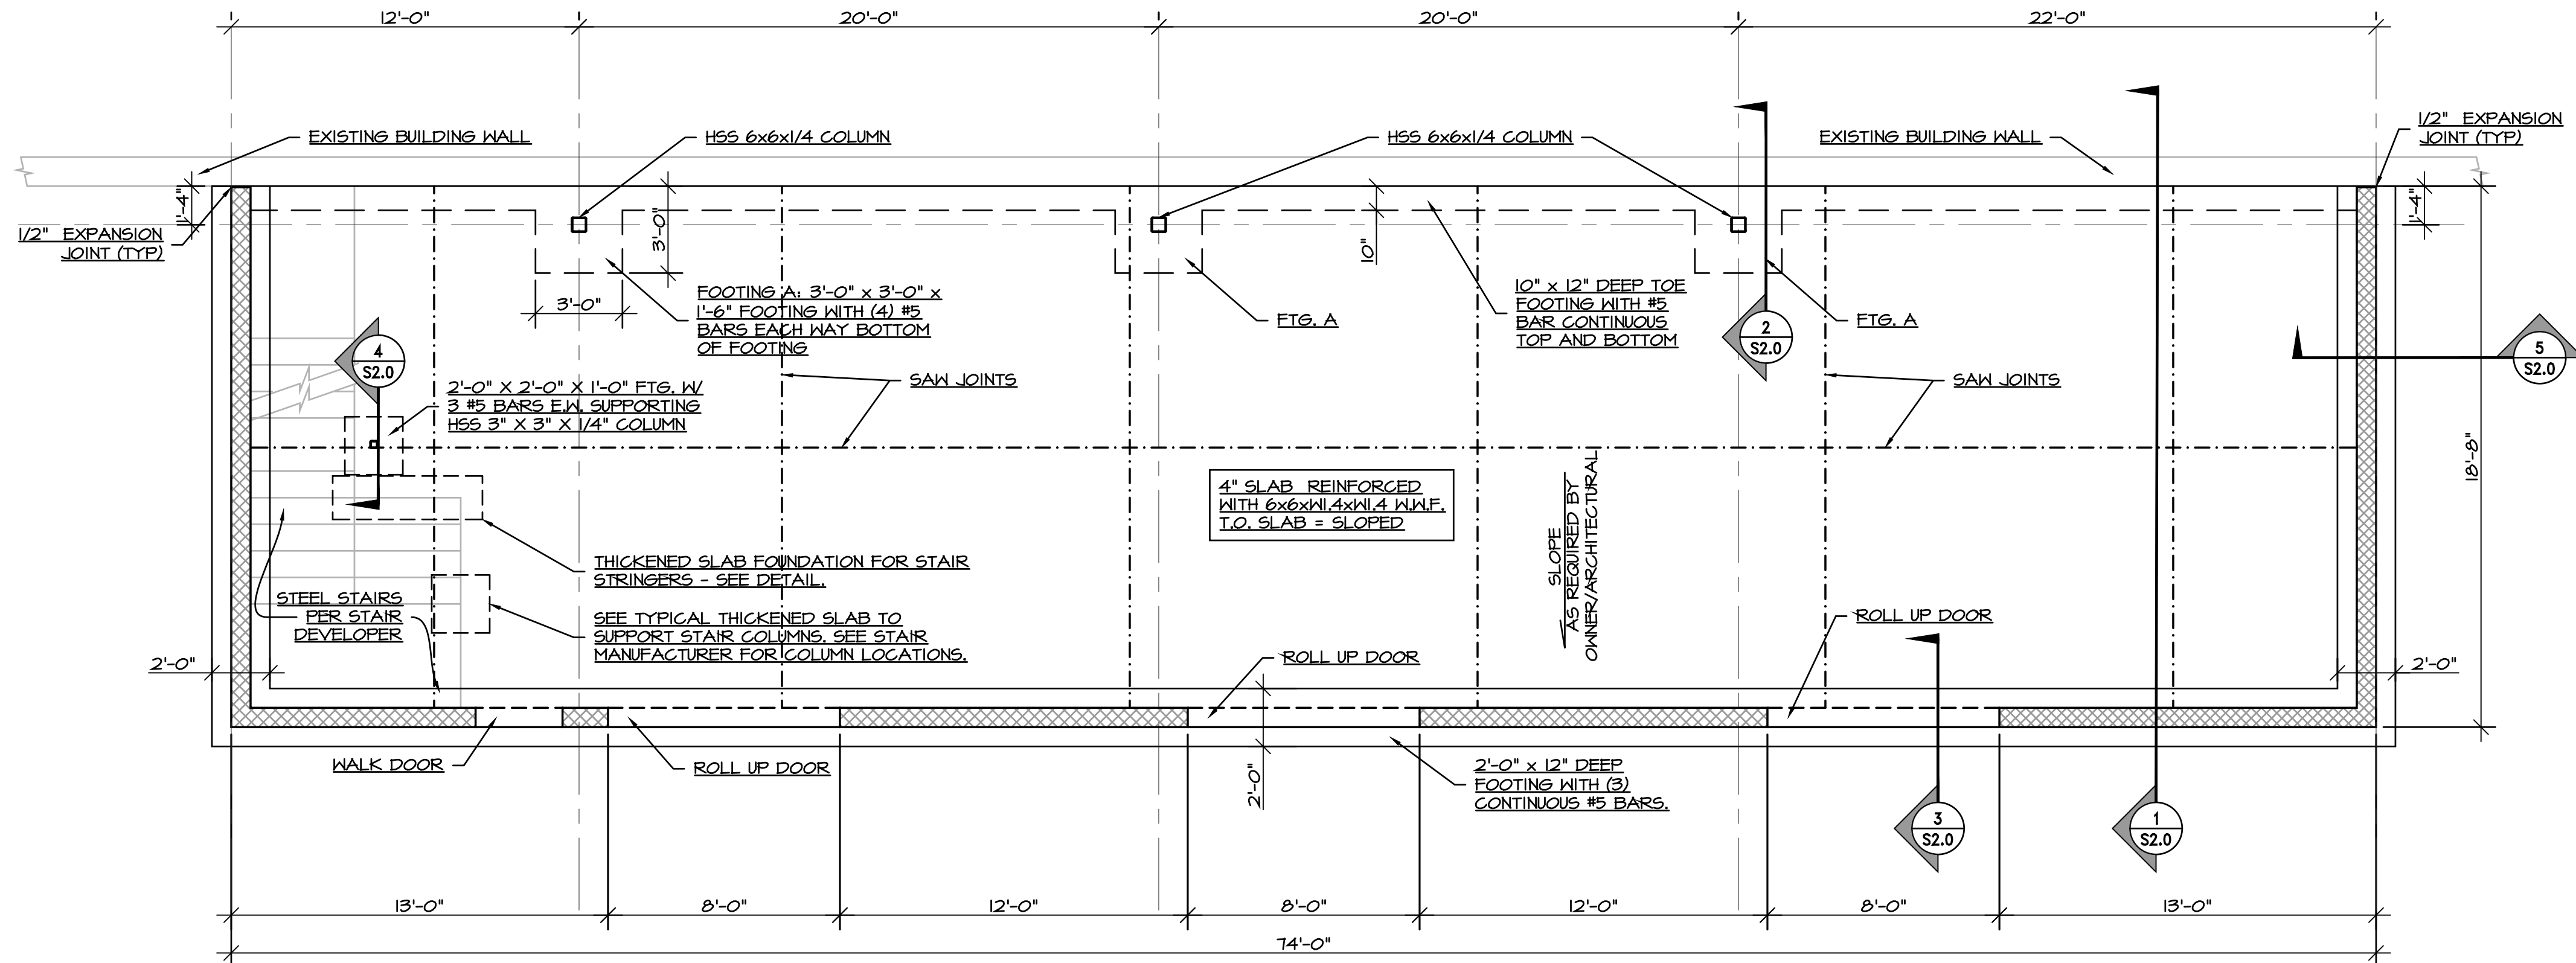 12'-0"
20'-0"
20'-0"
22'-0"
EXISTING BUILDING WALL
HSS 6x6x1/4 COLUMN
HSS 6x6x1/4 COLUMN
EXISTING BUILDING WALL
1/2" EXPANSION
JOINT (TYP)
1'-4"
1/2" EXPANSION
JOINT (TYP)
3'-0"
10"
1'-4"
3'-0"
FOOTING A: 3'-0" x 3'-0" x
1'-6" FOOTING WITH (4) #5
BARS EACH WAY BOTTOM
OF FOOTING
FTG. A
10" x 12" DEEP TOE
FOOTING WITH #5
BAR CONTINUOUS
TOP AND BOTTOM
2
S2.0
FTG. A
5
S2.0
4
S2.0
2'-0" X 2'-0" X 1'-0" FTG. W/
3 #5 BARS E.W. SUPPORTING
HSS 3" X 3" X 1/4" COLUMN
SAW JOINTS
SAW JOINTS
18'-8"
4" SLAB REINFORCED
WITH 6x6xW1.4xW1.4 W.W.F.
T.O. SLAB = SLOPED
SLOPE
AS REQUIRED BY
OWNER/ARCHITECTURAL
THICKENED SLAB FOUNDATION FOR STAIR
STRINGERS - SEE DETAIL.
STEEL STAIRS
PER STAIR
DEVELOPER
SEE TYPICAL THICKENED SLAB TO
SUPPORT STAIR COLUMNS. SEE STAIR
MANUFACTURER FOR COLUMN LOCATIONS.
ROLL UP DOOR
ROLL UP DOOR
2'-0"
2'-0"
WALK DOOR
ROLL UP DOOR
2'-0"
2'-0" x 12" DEEP
FOOTING WITH (3)
CONTINUOUS #5 BARS.
3
S2.0
1
S2.0
13'-0"
8'-0"
12'-0"
8'-0"
12'-0"
8'-0"
13'-0"
74'-0"